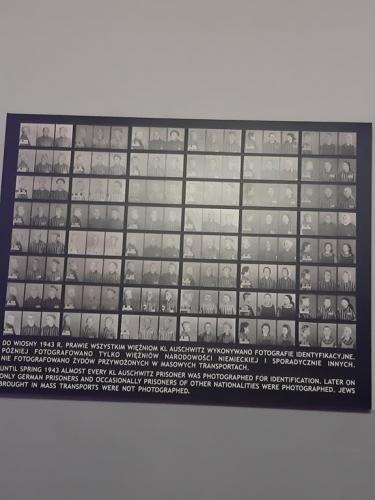 DO WIOSNY 1943 R. PRAWIE WSZYSTKIM WIĘŹNIOM KL AUSCHWITZ WYKONYWANO FOTOGRAFIE IDENTYFIKACYJNE.
PÓŹNIEJ FOTOGRAFOWANO TYLKO WIĘŹNIÓW NARODOWOŚCI NIEMIECKIEJ I SPORADYCZNIE INNYCH.
NIE FOTOGRAFOWANO ŻYDÓW PRZYWOŻONYCH W MASOWYCH TRANSPORTACH.
UNTIL SPRING 1943 ALMOST EVERY KL AUSCHWITZ PRISONER WAS PHOTOGRAPHED FOR IDENTIFICATION. LATER ON
ONLY GERMAN PRISONERS AND OCCASIONALLY PRISONERS OF OTHER NATIONALITIES WERE PHOTOGRAPHED. JEWS
BROUGHT IN MASS TRANSPORTS WERE NOT PHOTOGRAPHED.